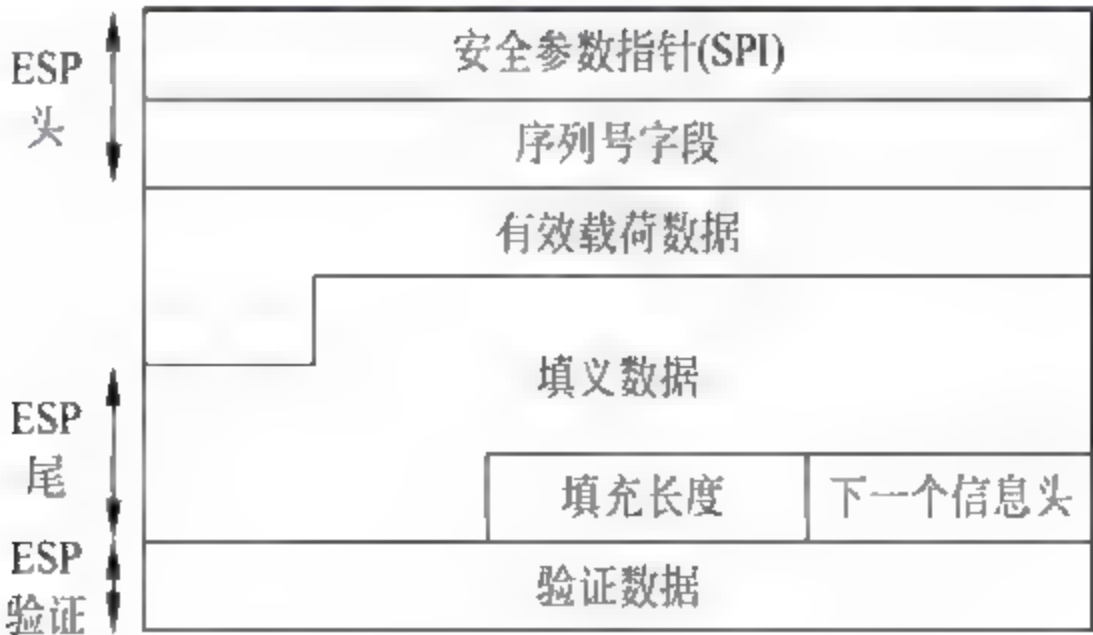 ESP
头
安全参数指针(SPI)
序列号字段
有效载荷数据
填义数据
ESP
尾
填充长度
下一个信息头
ESP
验证
验证数据